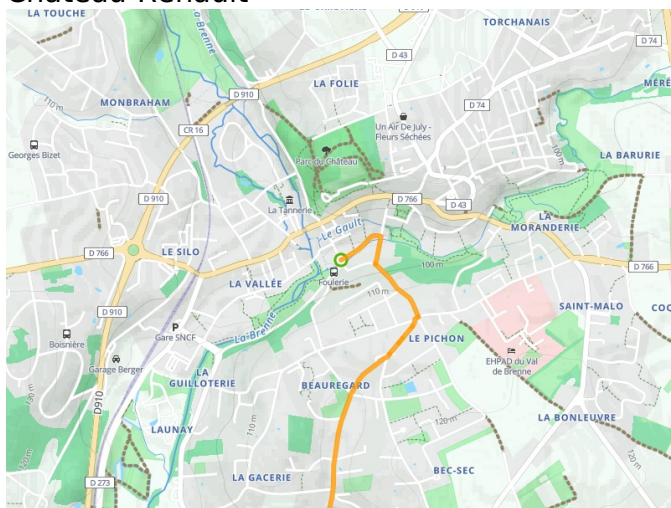 Château-Renault
LA TOUCHE
La Brenne
TORCHANAIS
D 43
D 74
LA FOLIE
D 910
MONBRAHAM
110 m
D 74
CR 16
Un Air De July -
Fleurs Séchées
100 m
Georges Bizet
Parc du Château
LA BARURIE
D 910
D 766
La Tannerie
D 43
LA
MORANDERIE
Le Gault
D 766
LE SILO
100 m
D 766
LA VALLÉE
Foulerie
110 m
SAINT-MALO
D 910
La Brenne
P
Gare SNCF
LE PICHON
Boisnière
EHPAD du Val
de Brenne
Garage Berger
LA
GUILLOTERIE
BEAUREGARD
120 m
D910
LAUNAY
110 m
120 m
LA BONLEUVRE
120 m
D 273
LA GACERIE
BEC-SEC